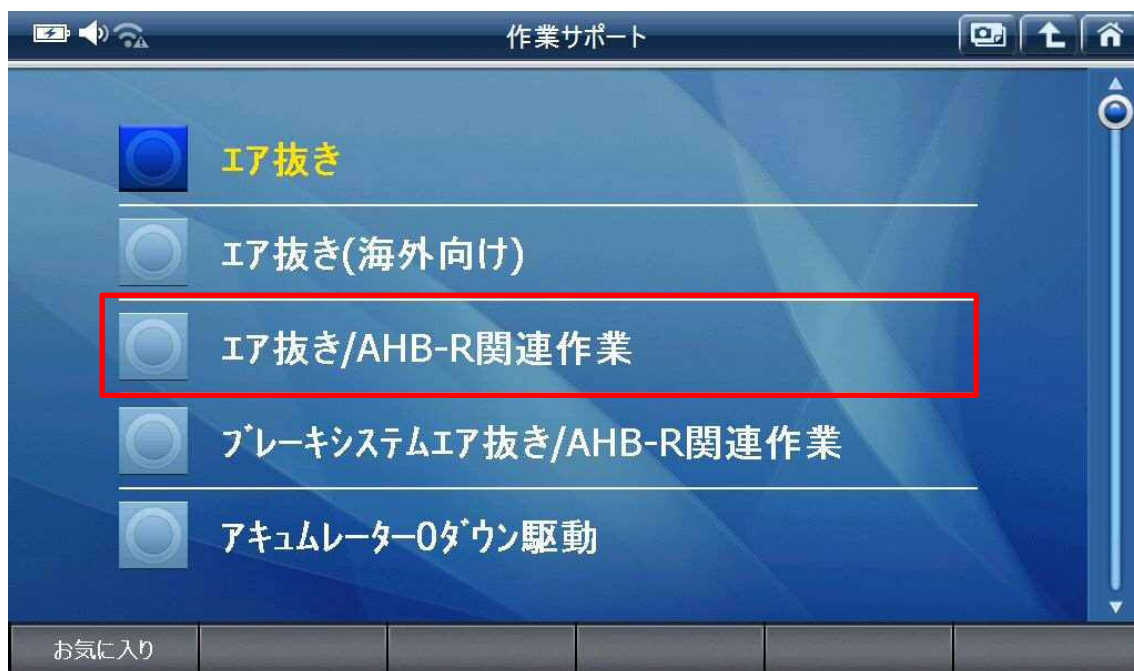 作業サポート
エア抜き
エア抜き(海外向け)
エア抜き/AHB-R関連作業
ブレーキシステムエア抜き/AHB-R関連作業
アキュムレーター0ダウン駆動
お気に入り